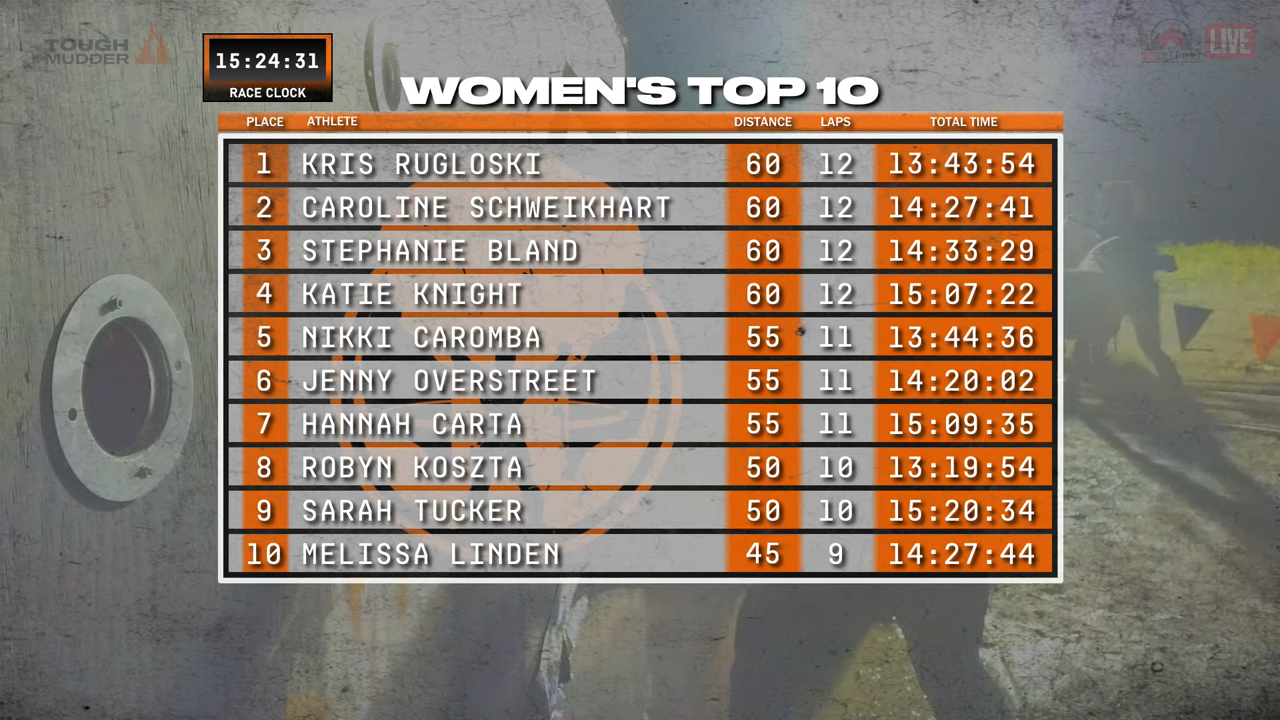 TOUGH
MUDDER
15:24:31
RACE CLOCK
LIVE
WOMEN'S TOP 10
PLACE ATHLETE DISTANCE LAPS TOTAL TIME
1 KRIS RUGLOSKI 60 12 13:43:54
2 CAROLINE SCHWEIKHART 60 12 14:27:41
3 STEPHANIE BLAND 60 12 14:33:29
4 KATIE KNIGHT 60 12 15:07:22
5 NIKKI CAROMBA 55 11 13:44:36
6 JENNY OVERSTREET 55 11 14:20:02
7 HANNAH CARTA 55 11 15:09:35
8 ROBYN KOSZTA 50 10 13:19:54
9 SARAH TUCKER 50 10 15:20:34
10 MELISSA LINDEN 45 9 14:27:44